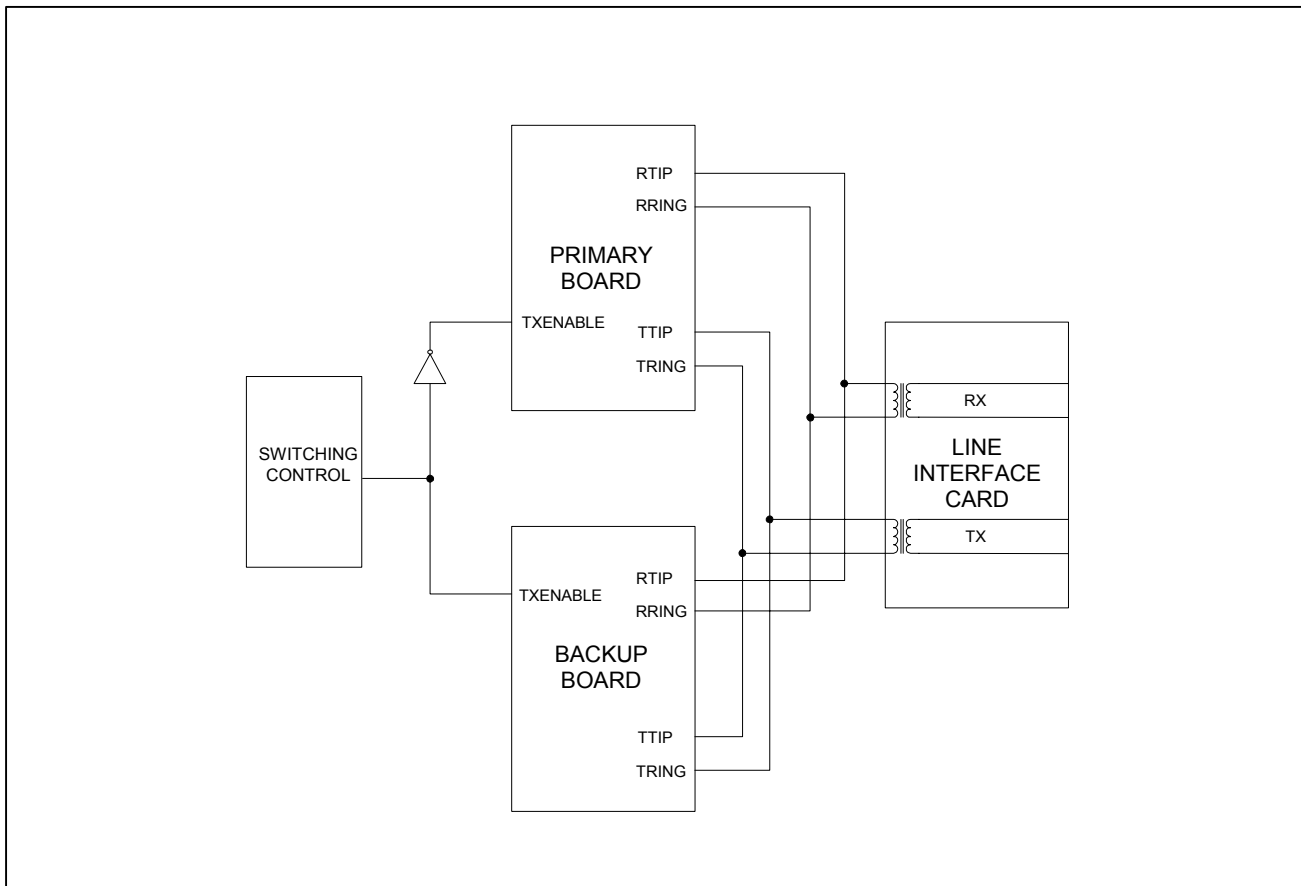 RTIP
RRING
PRIMARY
BOARD
TXENABLE
TTIP
TRING
SWITCHING
CONTROL
RX
LINE
INTERFACE
CARD
TX
RTIP
TXENABLE
RRING
BACKUP
BOARD
TTIP
TRING